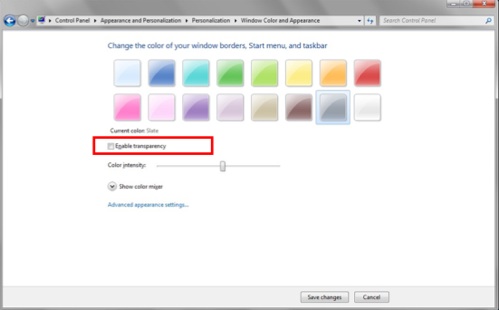 Control Panel ▸ Appearance and Personalization ▸ Personalization ▸ Window Color and Appearance
Search Control Panel
Change the color of your window borders, Start menu, and taskbar
Current color: Slate
Enable transparency
Color intensity:
Show color mixer
Advanced appearance settings...
Save changes
Cancel